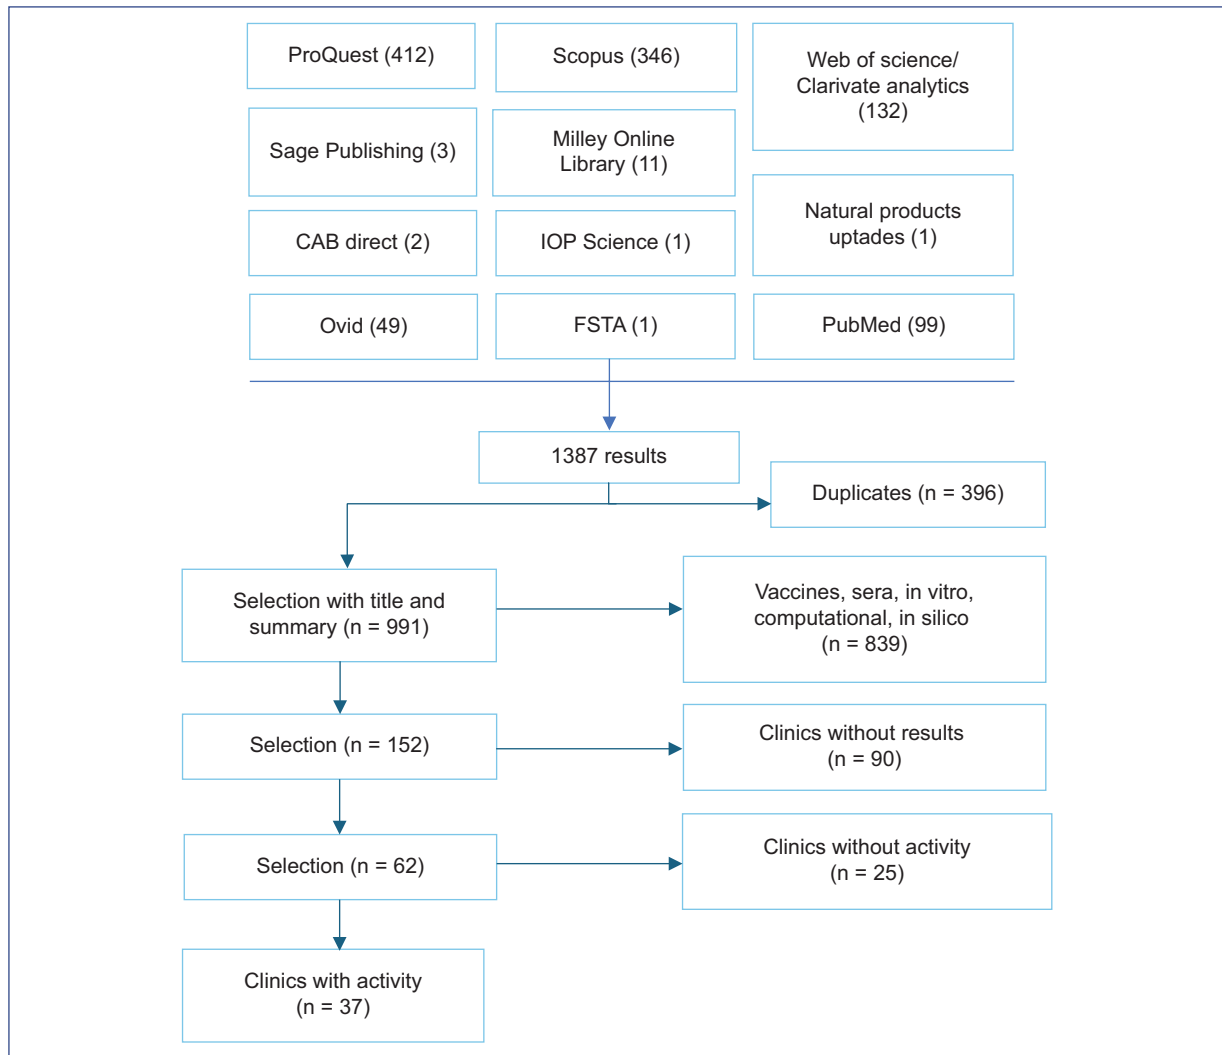 ProQuest (412)
Scopus (346)
Web of science/
Clarivate analytics
(132)
Sage Publishing (3)
Milley Online
Library (11)
Natural products
uptades (1)
CAB direct (2)
IOP Science (1)
Ovid (49)
FSTA (1)
PubMed (99)
1387 results
Duplicates (n = 396)
Selection with title and
summary (n = 991)
Vaccines, sera, in vitro,
computational, in silico
(n = 839)
Selection (n = 152)
Clinics without results
(n = 90)
Selection (n = 62)
Clinics without activity
(n = 25)
Clinics with activity
(n = 37)